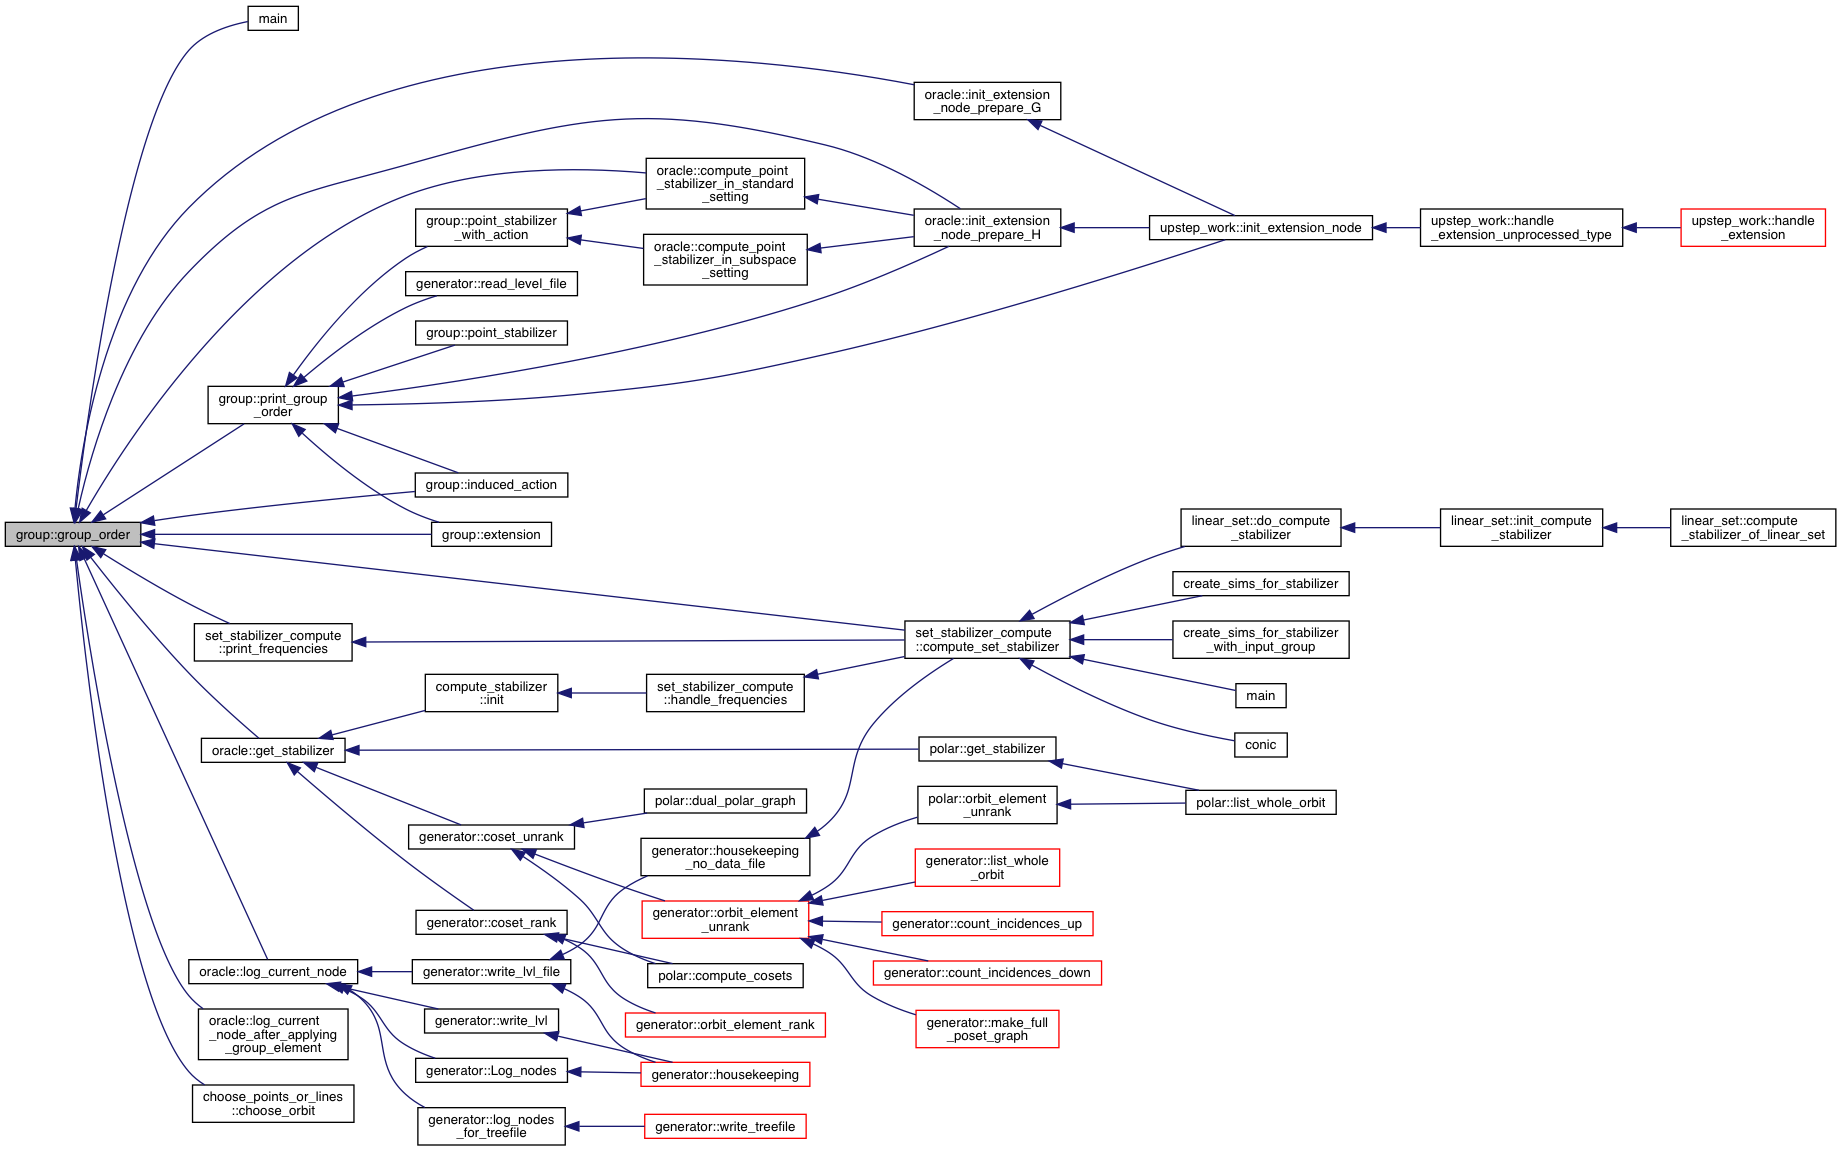 main
oracle::init_extension
_node_prepare_G
oracle::compute_point
_stabilizer_in_standard
_setting
group::point_stabilizer
_with_action
oracle::init_extension
_node_prepare_H
upstep_work::init_extension_node
upstep_work::handle
_extension_unprocessed_type
upstep_work::handle
_extension
oracle::compute_point
_stabilizer_in_subspace
_setting
generator::read_level_file
group::point_stabilizer
group::print_group
_order
group::induced_action
group::group_order
group::extension
linear_set::do_compute
_stabilizer
linear_set::init_compute
_stabilizer
linear_set::compute
_stabilizer_of_linear_set
create_sims_for_stabilizer
set_stabilizer_compute
::print_frequencies
set_stabilizer_compute
::compute_set_stabilizer
create_sims_for_stabilizer
_with_input_group
compute_stabilizer
::init
set_stabilizer_compute
::handle_frequencies
main
conic
oracle::get_stabilizer
polar::get_stabilizer
polar::dual_polar_graph
polar::orbit_element
_unrank
polar::list_whole_orbit
generator::coset_unrank
generator::housekeeping
_no_data_file
generator::list_whole
_orbit
generator::orbit_element
_unrank
generator::coset_rank
generator::count_incidences_up
oracle::log_current_node
generator::write_lvl_file
polar::compute_cosets
generator::count_incidences_down
oracle::log_current
_node_after_applying
_group_element
generator::write_lvl
generator::orbit_element_rank
generator::make_full
_poset_graph
generator::Log_nodes
generator::housekeeping
choose_points_or_lines
::choose_orbit
generator::log_nodes
_for_treefile
generator::write_treefile